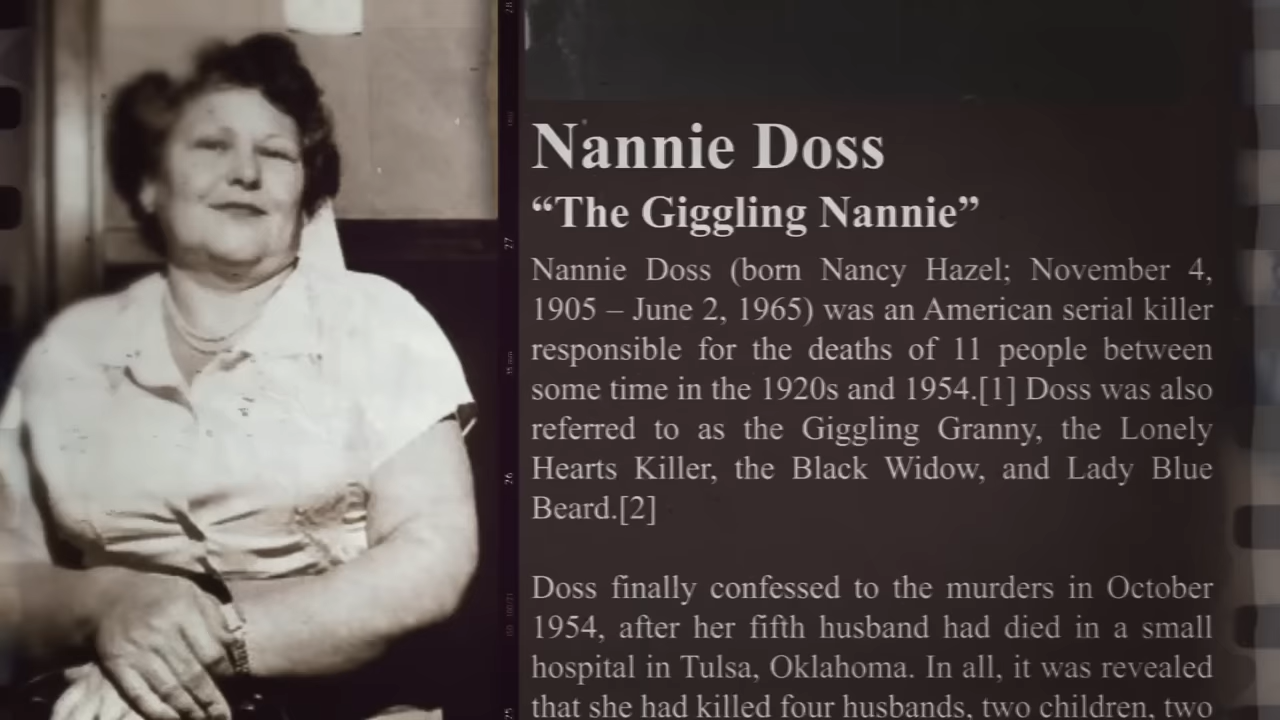 Nannie Doss
“The Giggling Nannie”
Nannie Doss (born Nancy Hazel; November 4,
1905 – June 2, 1965) was an American serial killer
responsible for the deaths of 11 people between
some time in the 1920s and 1954.[1] Doss was also
referred to as the Giggling Granny, the Lonely
Hearts Killer, the Black Widow, and Lady Blue
Beard.[2]
Doss finally confessed to the murders in October
1954, after her fifth husband had died in a small
hospital in Tulsa, Oklahoma. In all, it was revealed
that she had killed four husbands, two children, two
27
26
25